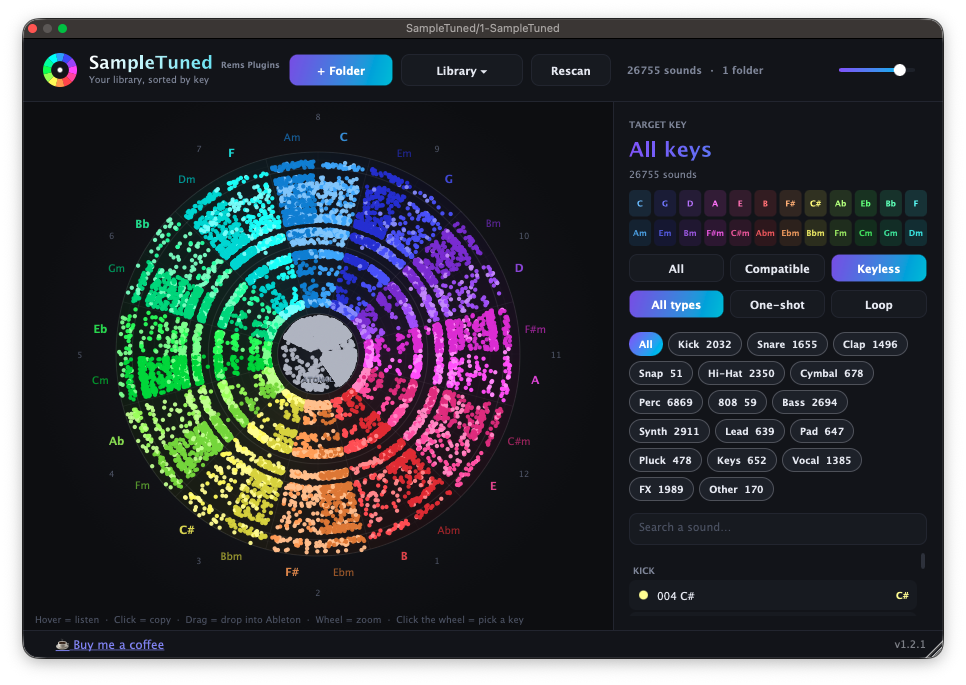 SampleTuned/1-SampleTuned
SampleTuned Rems Plugins
Your library, sorted by key
+ Folder
Library
Rescan
26755 sounds · 1 folder
8
Am C
7 F Em 9
Dm G
Bb Bm
6 10
Gm D
Eb F#m
5 11
Cm A
Ab C#m
4 12
Fm E
C# Abm
3 Bbm B 1
F# Ebm
2
Hover = listen · Click = copy · Drag = drop into Ableton · Wheel = zoom · Click the wheel = pick a key
TARGET KEY
All keys
26755 sounds
C G D A E B F# C# Ab Eb Bb F
Am Em Bm F#m C#m Abm Ebm Bbm Fm Cm Gm Dm
All Compatible Keyless
All types One-shot Loop
All Kick 2032 Snare 1655 Clap 1496
Snap 51 Hi-Hat 2350 Cymbal 678
Perc 6869 808 59 Bass 2694
Synth 2911 Lead 639 Pad 647
Pluck 478 Keys 652 Vocal 1385
FX 1989 Other 170
Search a sound...
KICK
004 C# C#
☕ Buy me a coffee
v1.2.1